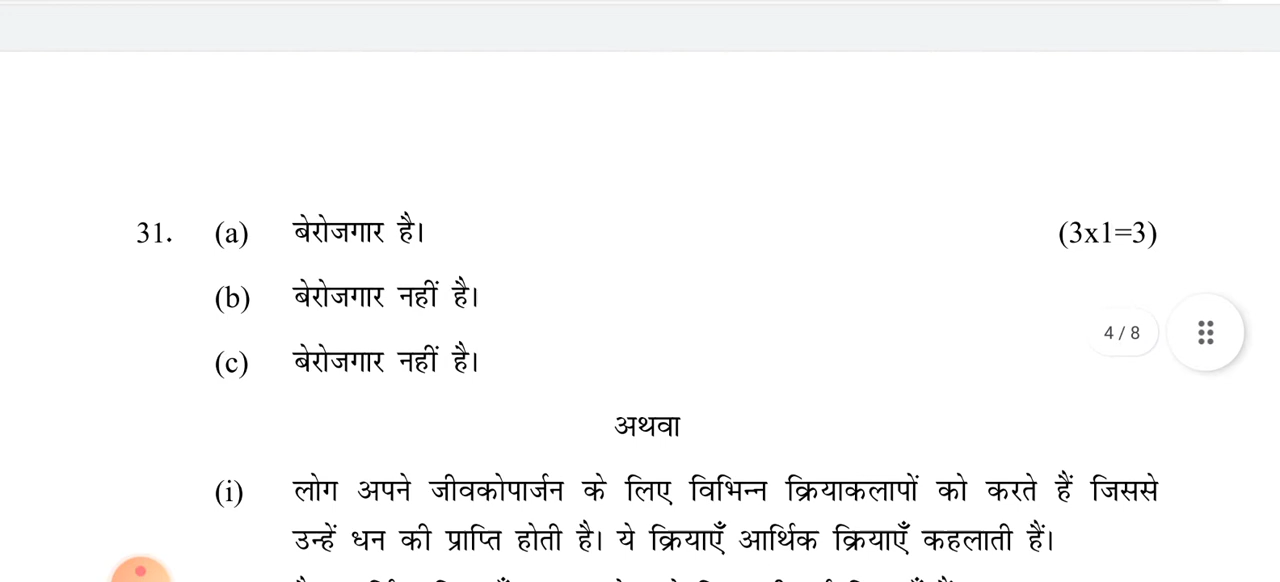 31. (a) बेरोजगार है। (3x1=3)
(b) बेरोजगार नहीं है।
4 / 8
(c) बेरोजगार नहीं है।
अथवा
(i) लोग अपने जीवकोपार्जन के लिए विभिन्न क्रियाकलापों को करते हैं जिससे
उन्हें धन की प्राप्ति होती है। ये क्रियाएँ आर्थिक क्रियाएँ कहलाती हैं।